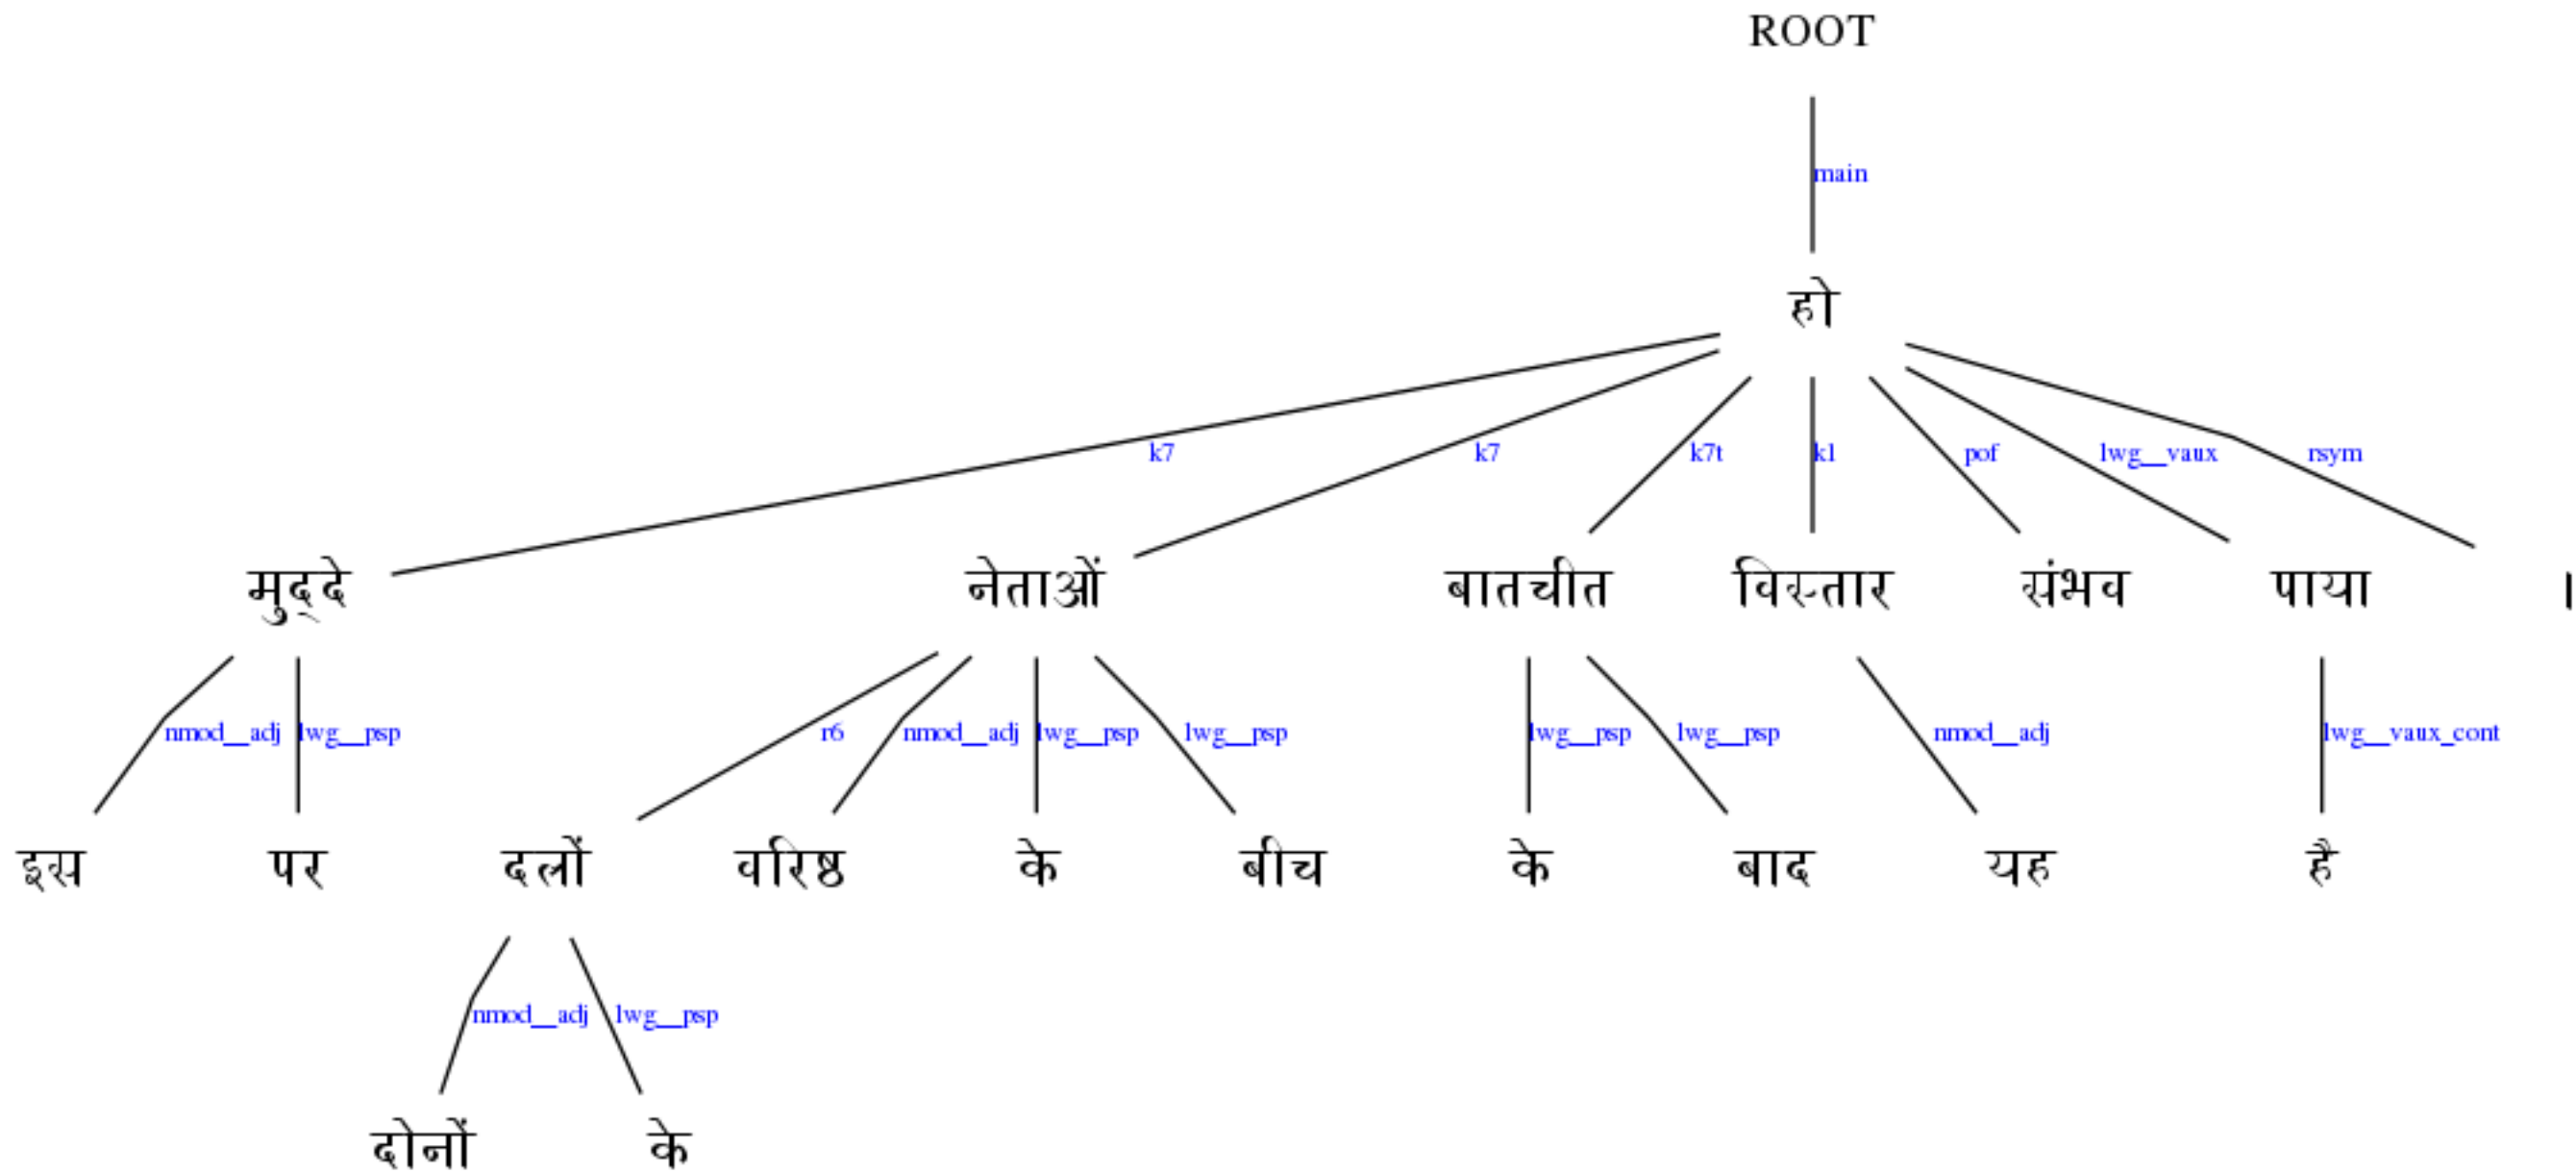 ROOT
main
हो
k7 k7 k7t k1 pof lwg__vaux rsym
मुद्दे नेताओं बातचीत विस्तार संभव पाया ।
nmod__adj lwg__psp r6 nmod__adj lwg__psp lwg__psp lwg__psp lwg__psp nmod__adj lwg__vaux_cont
इस पर दलों वरिष्ठ के बीच के बाद यह है
nmod__adj lwg__psp
दोनों के